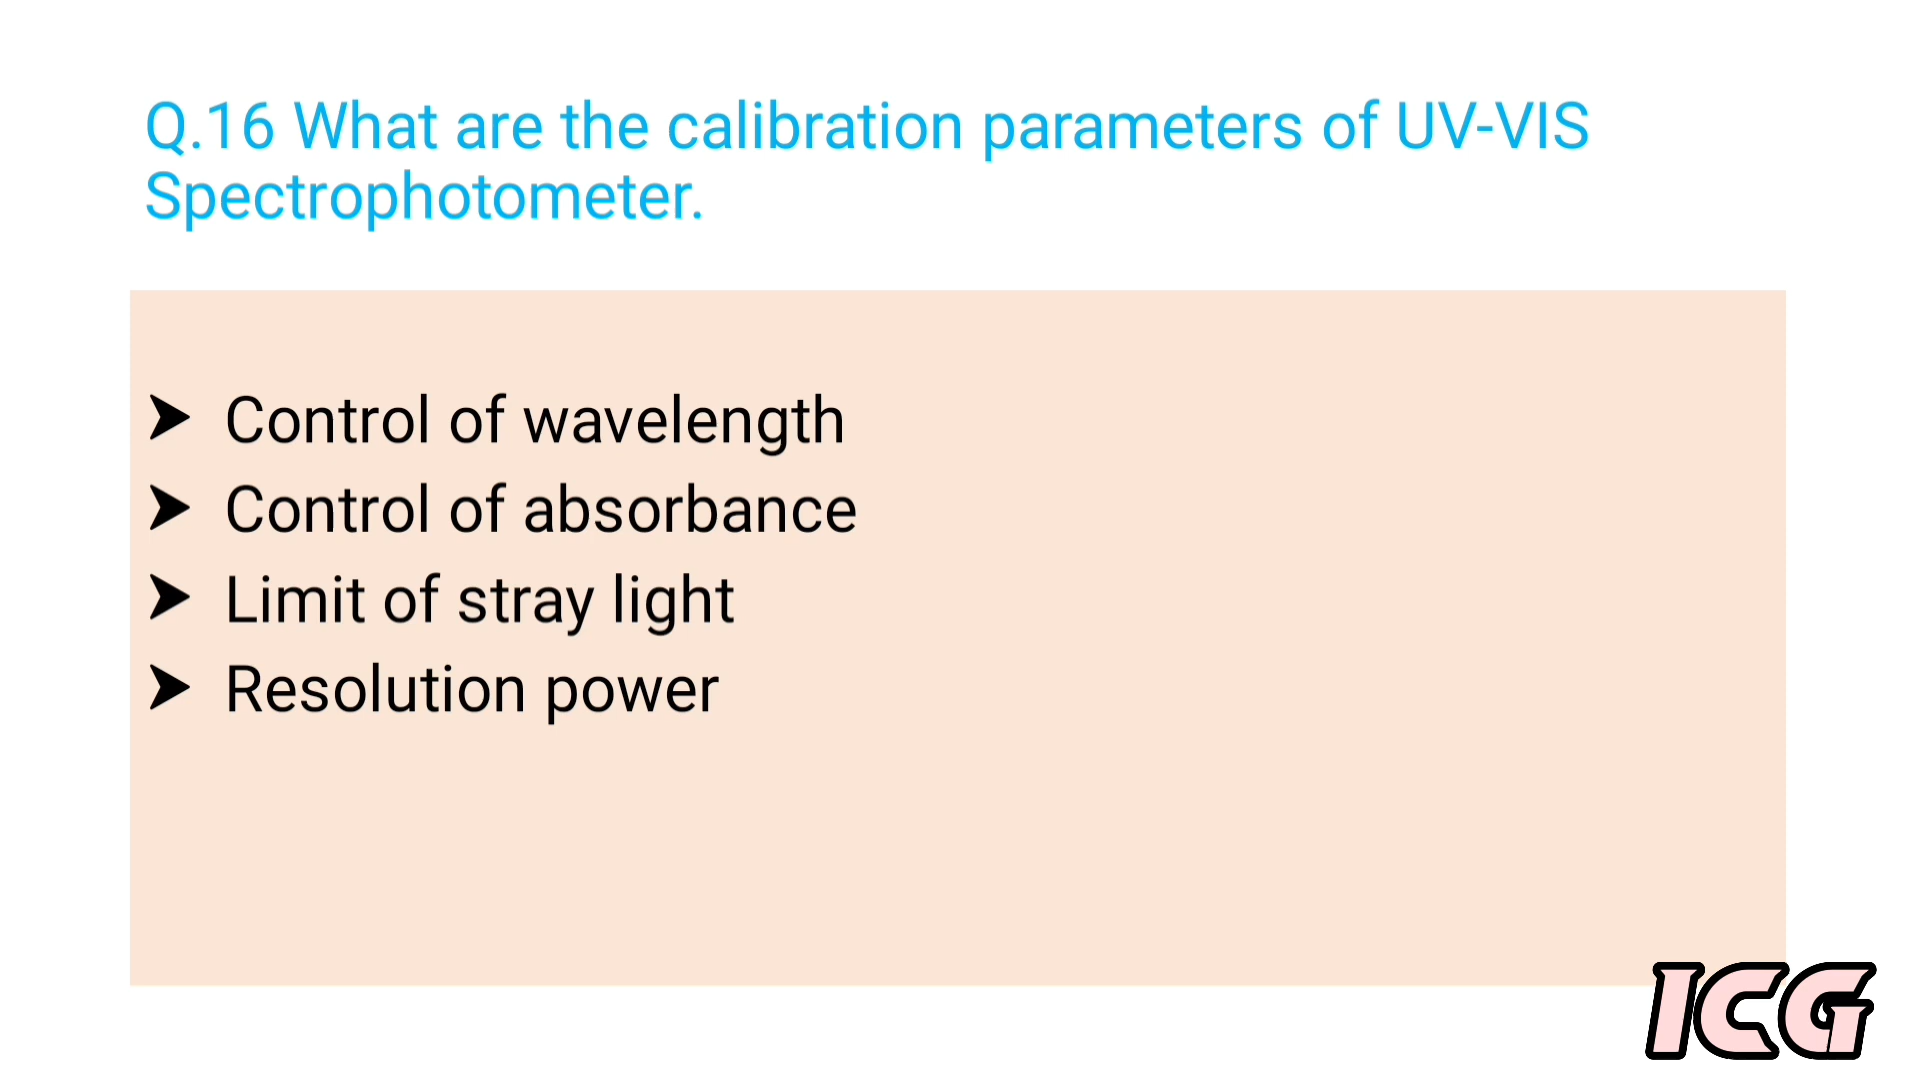 Q.16 What are the calibration parameters of UV-VIS
Spectrophotometer.
➤ Control of wavelength
➤ Control of absorbance
➤ Limit of stray light
➤ Resolution power
ICG